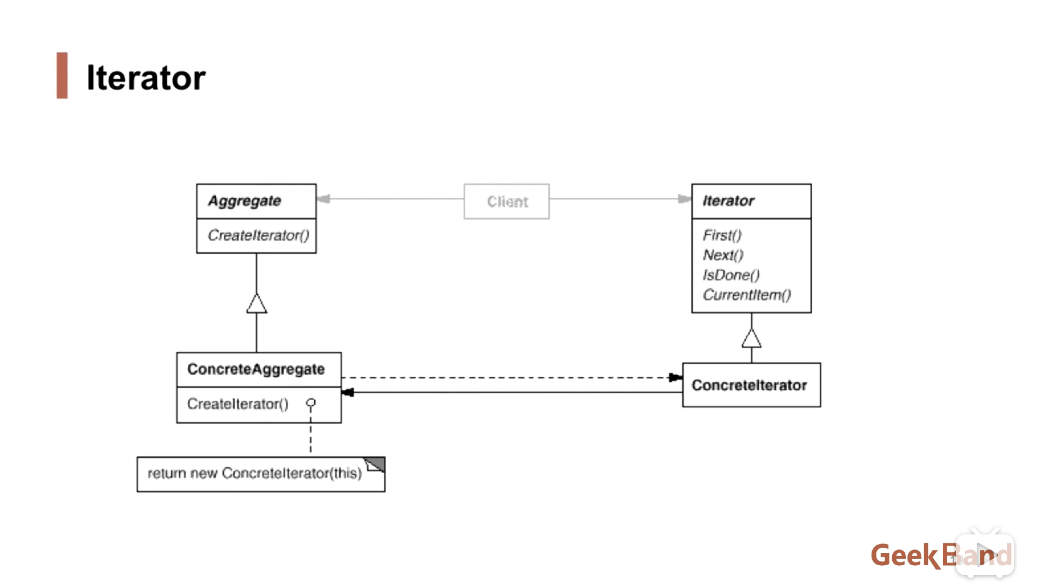 Iterator
Aggregate
CreateIterator()
Client
Iterator
First()
Next()
IsDone()
CurrentItem()
ConcreteAggregate
CreateIterator()
ConcreteIterator
return new ConcreteIterator(this)
GeekBand